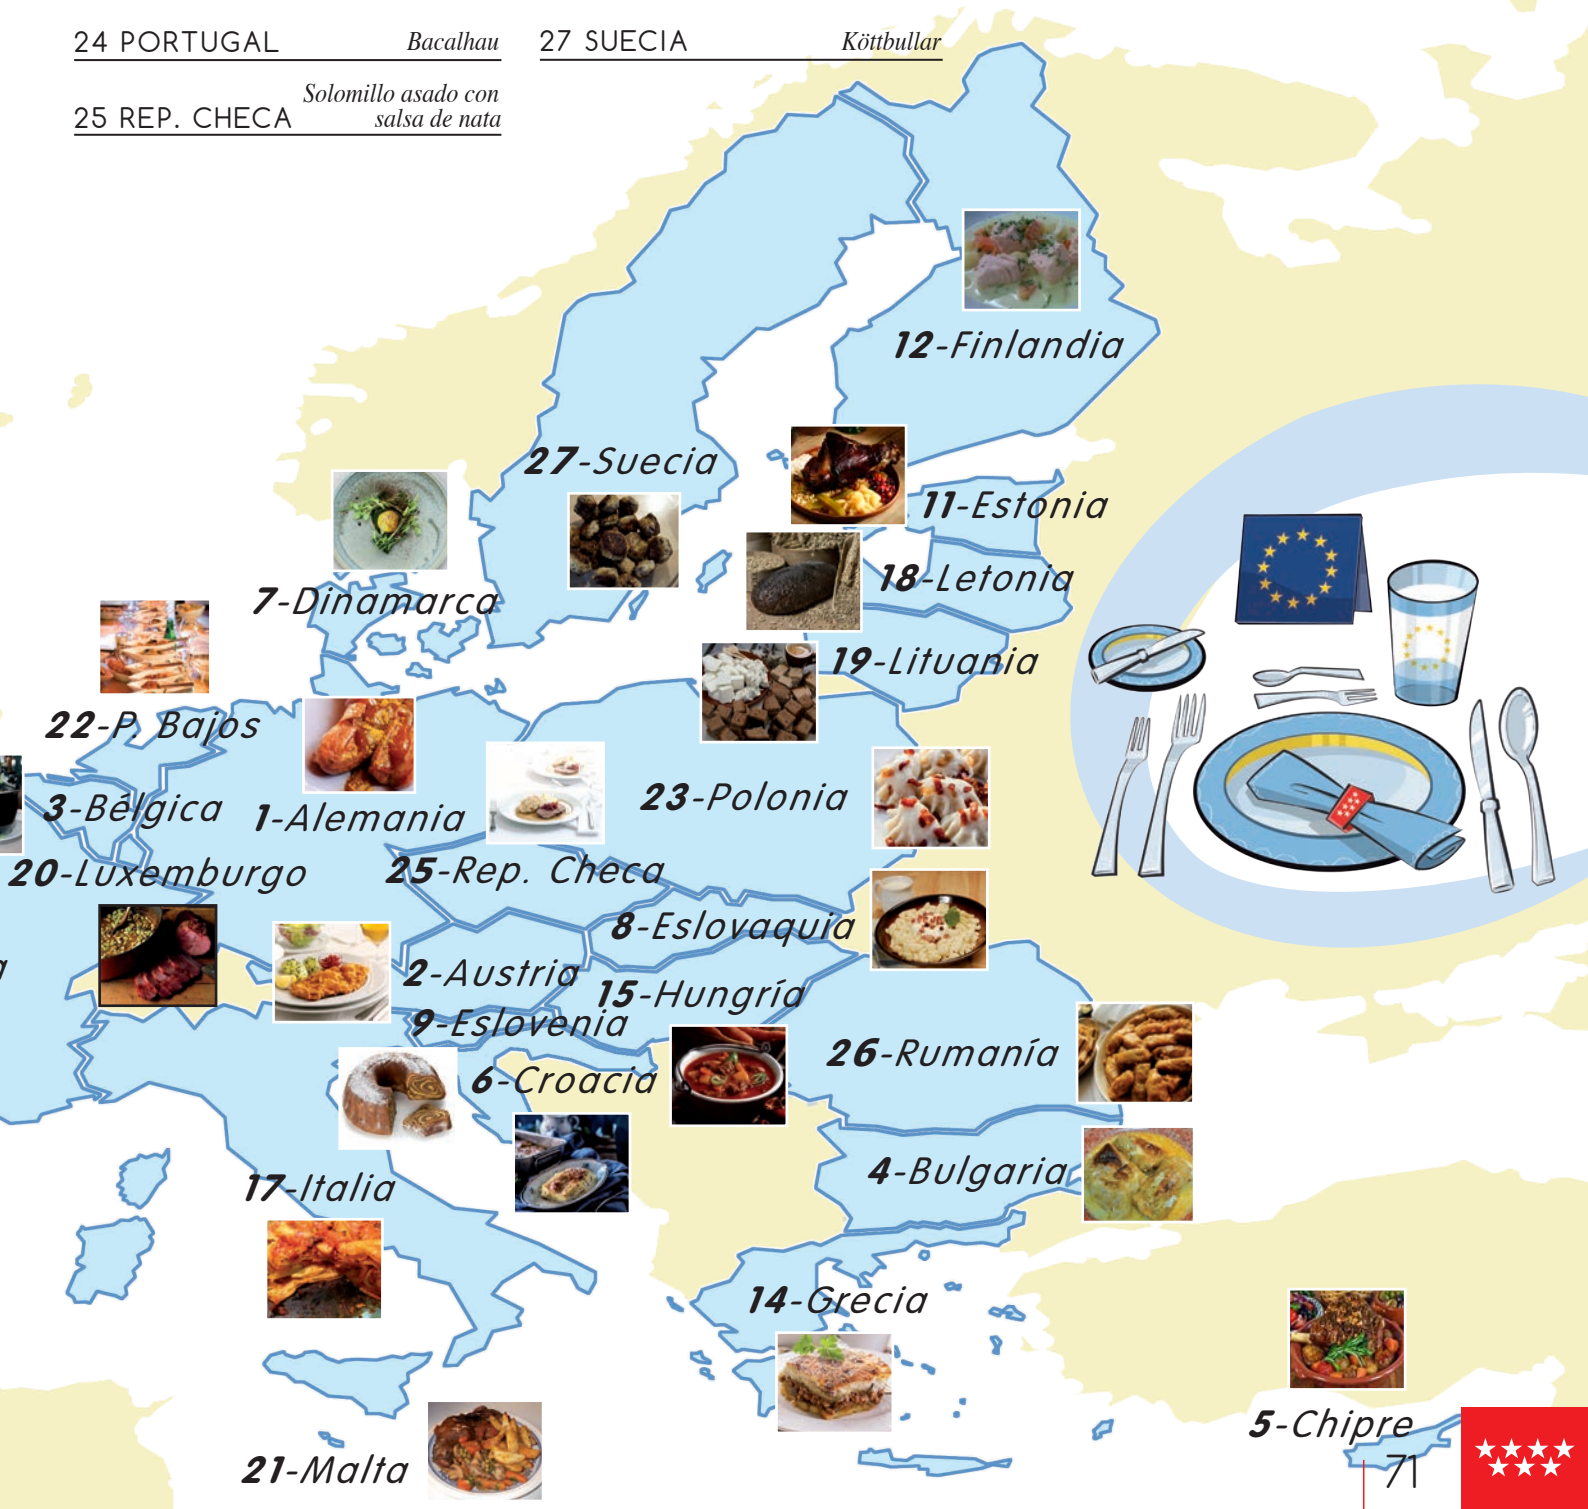 24 PORTUGAL Bacalhau
25 REP. CHECA Solomillo asado con
salsa de nata
27 SUECIA Köttbullar
12-Finlandia
27-Suecia
11-Estonia
18-Letonia
7-Dinamarca
19-Lituania
22-P. Bajos
23-Polonia
3-Bélgica
1-Alemania
20-Luxemburgo
25-Rep. Checa
8-Eslovaquia
2-Austria
15-Hungría
9-Eslovenia
26-Rumanía
6-Croacia
4-Bulgaria
17-Italia
14-Grecia
5-Chipre
21-Malta
71